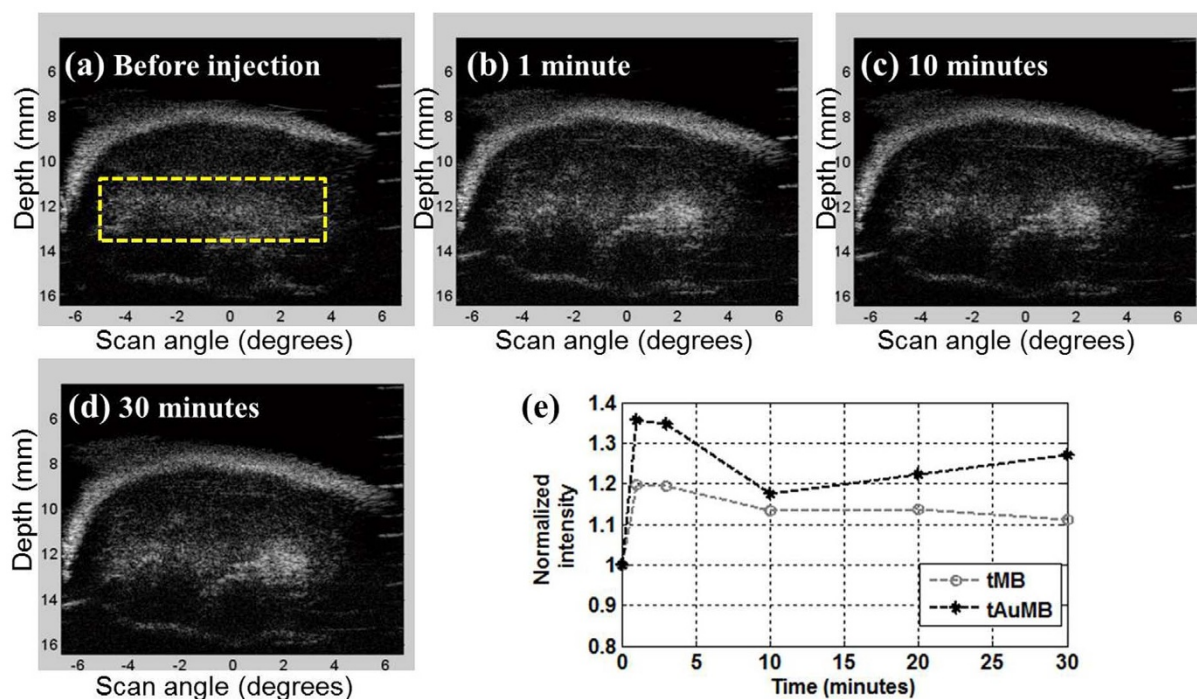 (a) Before injection
Depth (mm)
6
8
10
12
14
16
-6 -4 -2 0 2 4 6
Scan angle (degrees)
(b) 1 minute
Depth (mm)
6
8
10
12
14
16
-6 -4 -2 0 2 4 6
Scan angle (degrees)
(c) 10 minutes
Depth (mm)
6
8
10
12
14
16
-6 -4 -2 0 2 4 6
Scan angle (degrees)
(d) 30 minutes
Depth (mm)
6
8
10
12
14
16
-6 -4 -2 0 2 4 6
Scan angle (degrees)
(e)
Normalized
intensity
1.4
1.3
1.2
1.1
1
0.9
0.8
0 5 10 15 20 25 30
Time (minutes)
tMB
tAuMB